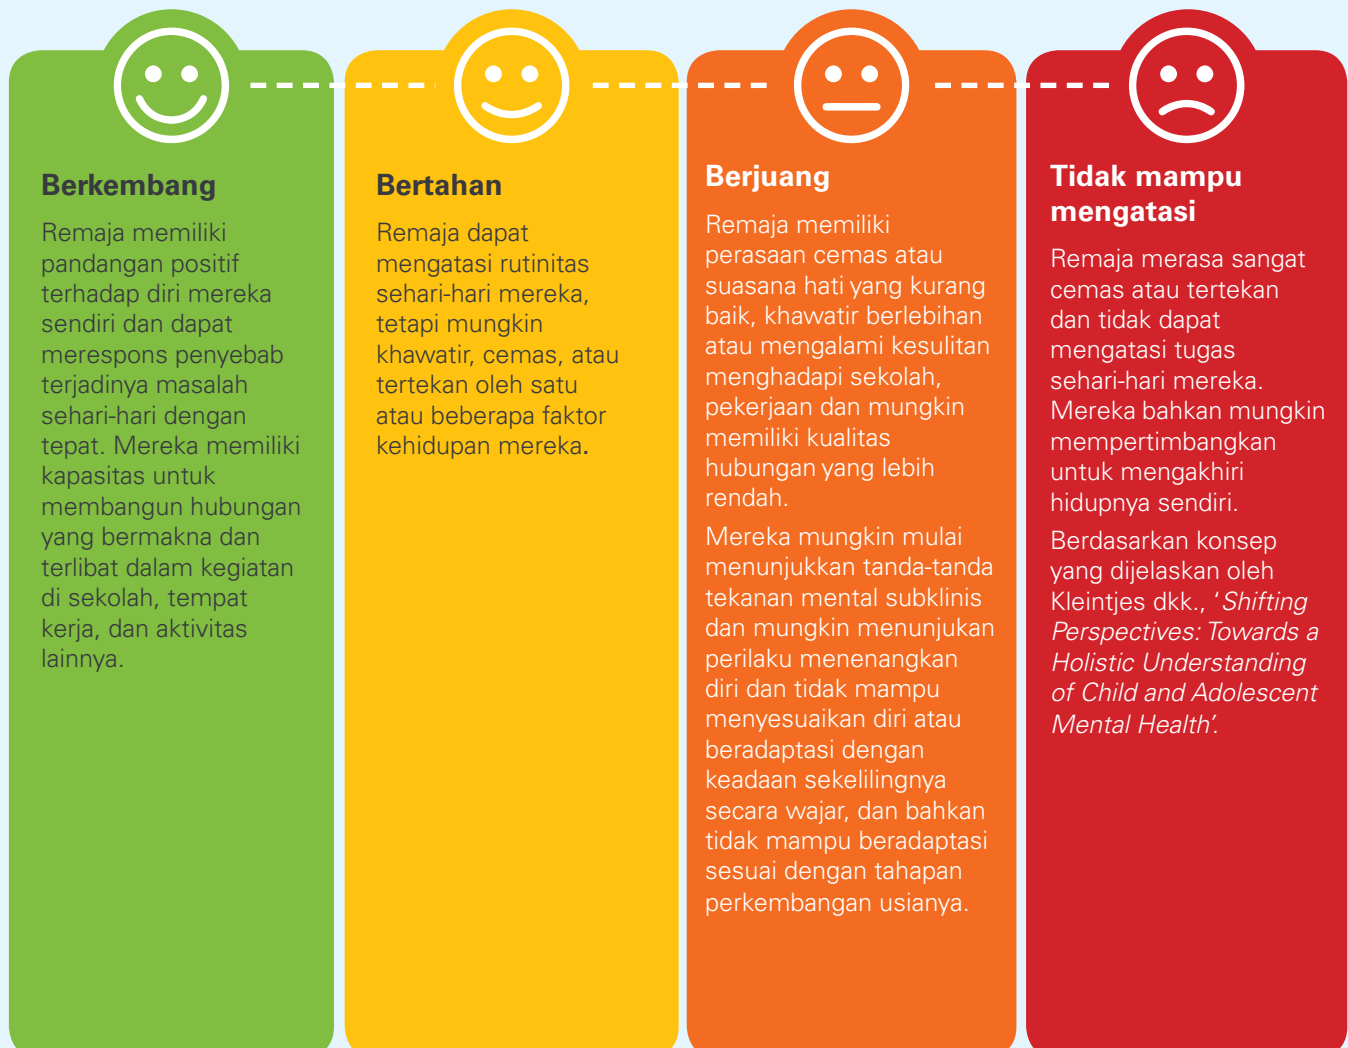 Berkembang
Remaja memiliki
pandangan positif
terhadap diri mereka
sendiri dan dapat
merespons penyebab
terjadinya masalah
sehari-hari dengan
tepat. Mereka memiliki
kapasitas untuk
membangun hubungan
yang bermakna dan
terlibat dalam kegiatan
di sekolah, tempat
kerja, dan aktivitas
lainnya.
Bertahan
Remaja dapat
mengatasi rutinitas
sehari-hari mereka,
tetapi mungkin
khawatir, cemas, atau
tertekan oleh satu
atau beberapa faktor
kehidupan mereka.
Berjuang
Remaja memiliki
perasaan cemas atau
suasana hati yang kurang
baik, khawatir berlebihan
atau mengalami kesulitan
menghadapi sekolah,
pekerjaan dan mungkin
memiliki kualitas
hubungan yang lebih
rendah.
Mereka mungkin mulai
menunjukkan tanda-tanda
tekanan mental subklinis
dan mungkin menunjukan
perilaku menenangkan
diri dan tidak mampu
menyesuaikan diri atau
beradaptasi dengan
keadaan sekelilingnya
secara wajar, dan bahkan
tidak mampu beradaptasi
sesuai dengan tahapan
perkembangan usianya.
Tidak mampu
mengatasi
Remaja merasa sangat
cemas atau tertekan
dan tidak dapat
mengatasi tugas
sehari-hari mereka.
Mereka bahkan mungkin
mempertimbangkan
untuk mengakhiri
hidupnya sendiri.
Berdasarkan konsep
yang dijelaskan oleh
Kleintjes dkk., ‘Shifting
Perspectives: Towards a
Holistic Understanding
of Child and Adolescent
Mental Health’.